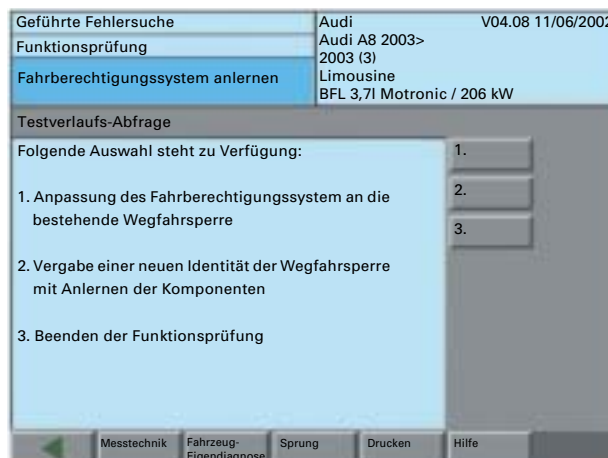 Geführte Fehlersuche
Funktionsprüfung
Fahrberechtigungssystem anlernen
Audi V04.08 11/06/2002
Audi A8 2003>
2003 (3)
Limousine
BFL 3,7l Motronic / 206 kW
Testverlaufs-Abfrage
Folgende Auswahl steht zu Verfügung:
1. Anpassung des Fahrberechtigungssystem an die
bestehende Wegfahrsperre
2. Vergabe einer neuen Identität der Wegfahrsperre
mit Anlernen der Komponenten
3. Beenden der Funktionsprüfung
1.
2.
3.
Messtechnik
Fahrzeug-
Eigendiagnose
Sprung
Drucken
Hilfe